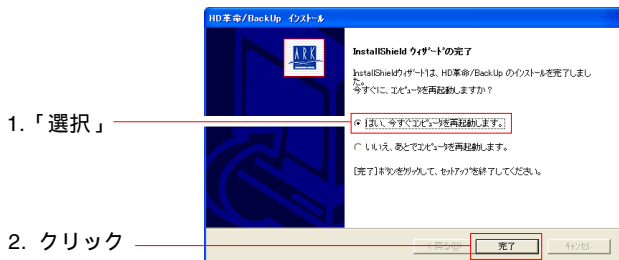 HD革命/BackUp インストール
ARK
InstallShield ウィザードの完了
InstallShieldウィザードは、HD革命/BackUp のインストールを完了しまし
た。
今すぐに、コンピュータを再起動しますか?
1.「選択」
はい、今すぐコンピュータを再起動します。
いいえ、あとでコンピュータを再起動します。
[完了]ボタンをクリックして、セットアップを終了してください。
2. クリック
< 戻る(B)
完了
キャンセル